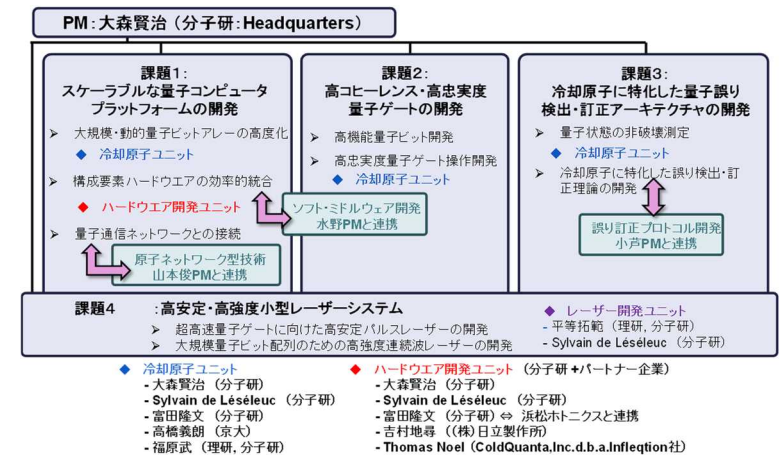 PM：大森賢治（分子研：Headquarters）
課題１：
スケーラブルな量子コンピュータ
プラットフォームの開発
➢ 大規模・動的量子ビットアレーの高度化
◆ 冷却原子ユニット
➢ 構成要素ハードウエアの効率的統合
◆ ハードウエア開発ユニット
➢ 量子通信ネットワークとの接続
原子ネットワーク型技術
山本俊PMと連携
課題２：
高コヒーレンス・高忠実度
量子ゲートの開発
➢ 高機能量子ビット開発
➢ 高忠実度量子ゲート操作開発
◆ 冷却原子ユニット
ソフト・ミドルウェア開発
水野PMと連携
課題３：
冷却原子に特化した量子誤り
検出・訂正アーキテクチャの開発
➢ 量子状態の非破壊測定
◆ 冷却原子ユニット
➢ 冷却原子に特化した誤り検出・訂
正理論の開発
誤り訂正プロトコル開発
小芦PMと連携
課題４ ：高安定・高強度小型レーザーシステム
➢ 超高速量子ゲートに向けた高安定パルスレーザーの開発
➢ 大規模量子ビット配列のための高強度連続波レーザーの開発
◆ レーザー開発ユニット
- 平等拓範（理研, 分子研）
- Sylvain de Léséleuc（分子研）
◆ 冷却原子ユニット
- 大森賢治（分子研）
- Sylvain de Léséleuc（分子研）
- 富田隆文（分子研）
- 高橋義朗（京大）
- 福原武（理研, 分子研）
◆ ハードウエア開発ユニット（分子研 +パートナー企業）
- 大森賢治（分子研）
- Sylvain de Léséleuc（分子研）
- 富田隆文（分子研）⇔ 浜松ホトニクスと連携
- 吉村地尋（(株)日立製作所）
- Thomas Noel（ColdQuanta,Inc.d.b.a.Infleqtion社）